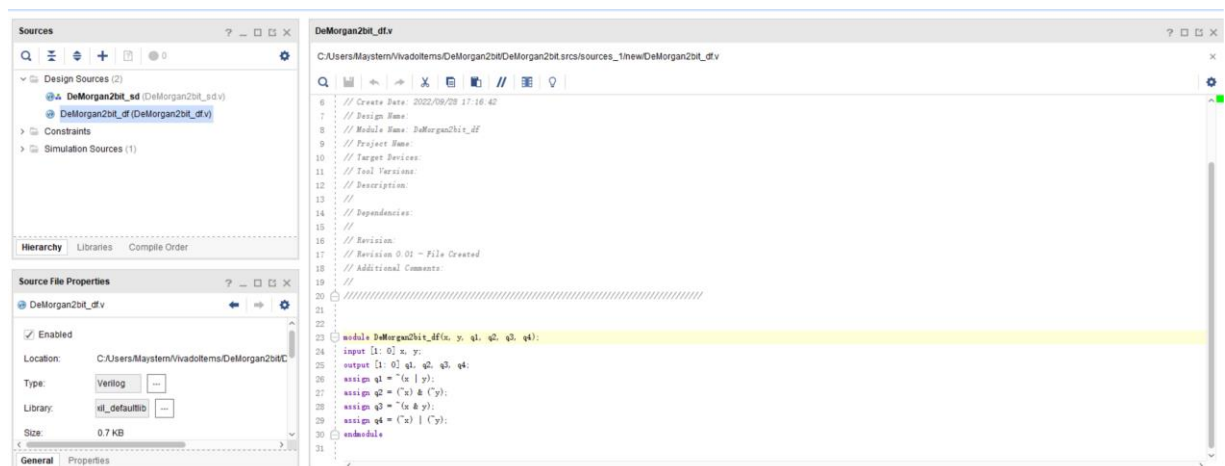 Sources
? _ □ X
0
Design Sources (2)
DeMorgan2bit_sd (DeMorgan2bit_sd.v)
DeMorgan2bit_df (DeMorgan2bit_df.v)
Constraints
Simulation Sources (1)
Hierarchy Libraries Compile Order
Source File Properties
? _ □ X
DeMorgan2bit_df.v
Enabled
Location: C:/Users/Maystern/VivadoItems/DeMorgan2bit/D
Type: Verilog ...
Library: xil_defaultlib ...
Size: 0.7 KB
General Properties
DeMorgan2bit_df.v
? □ X
C:/Users/Maystern/VivadoItems/DeMorgan2bit/DeMorgan2bit.srcs/sources_1/new/DeMorgan2bit_df.v
6 // Create Date: 2022/09/28 17:16:42
7 // Design Name:
8 // Module Name: DeMorgan2bit_df
9 // Project Name:
10 // Target Devices:
11 // Tool Versions:
12 // Description:
13 //
14 // Dependencies:
15 //
16 // Revision:
17 // Revision 0.01 - File Created
18 // Additional Comments:
19 //
20 //////////////////////////////////////////////////////////////////////////////////
21
22
23 module DeMorgan2bit_df(x, y, q1, q2, q3, q4);
24 input [1: 0] x, y;
25 output [1: 0] q1, q2, q3, q4;
26 assign q1 = ~(x | y);
27 assign q2 = (~x) & (~y);
28 assign q3 = ~(x & y);
29 assign q4 = (~x) | (~y);
30 endmodule
31